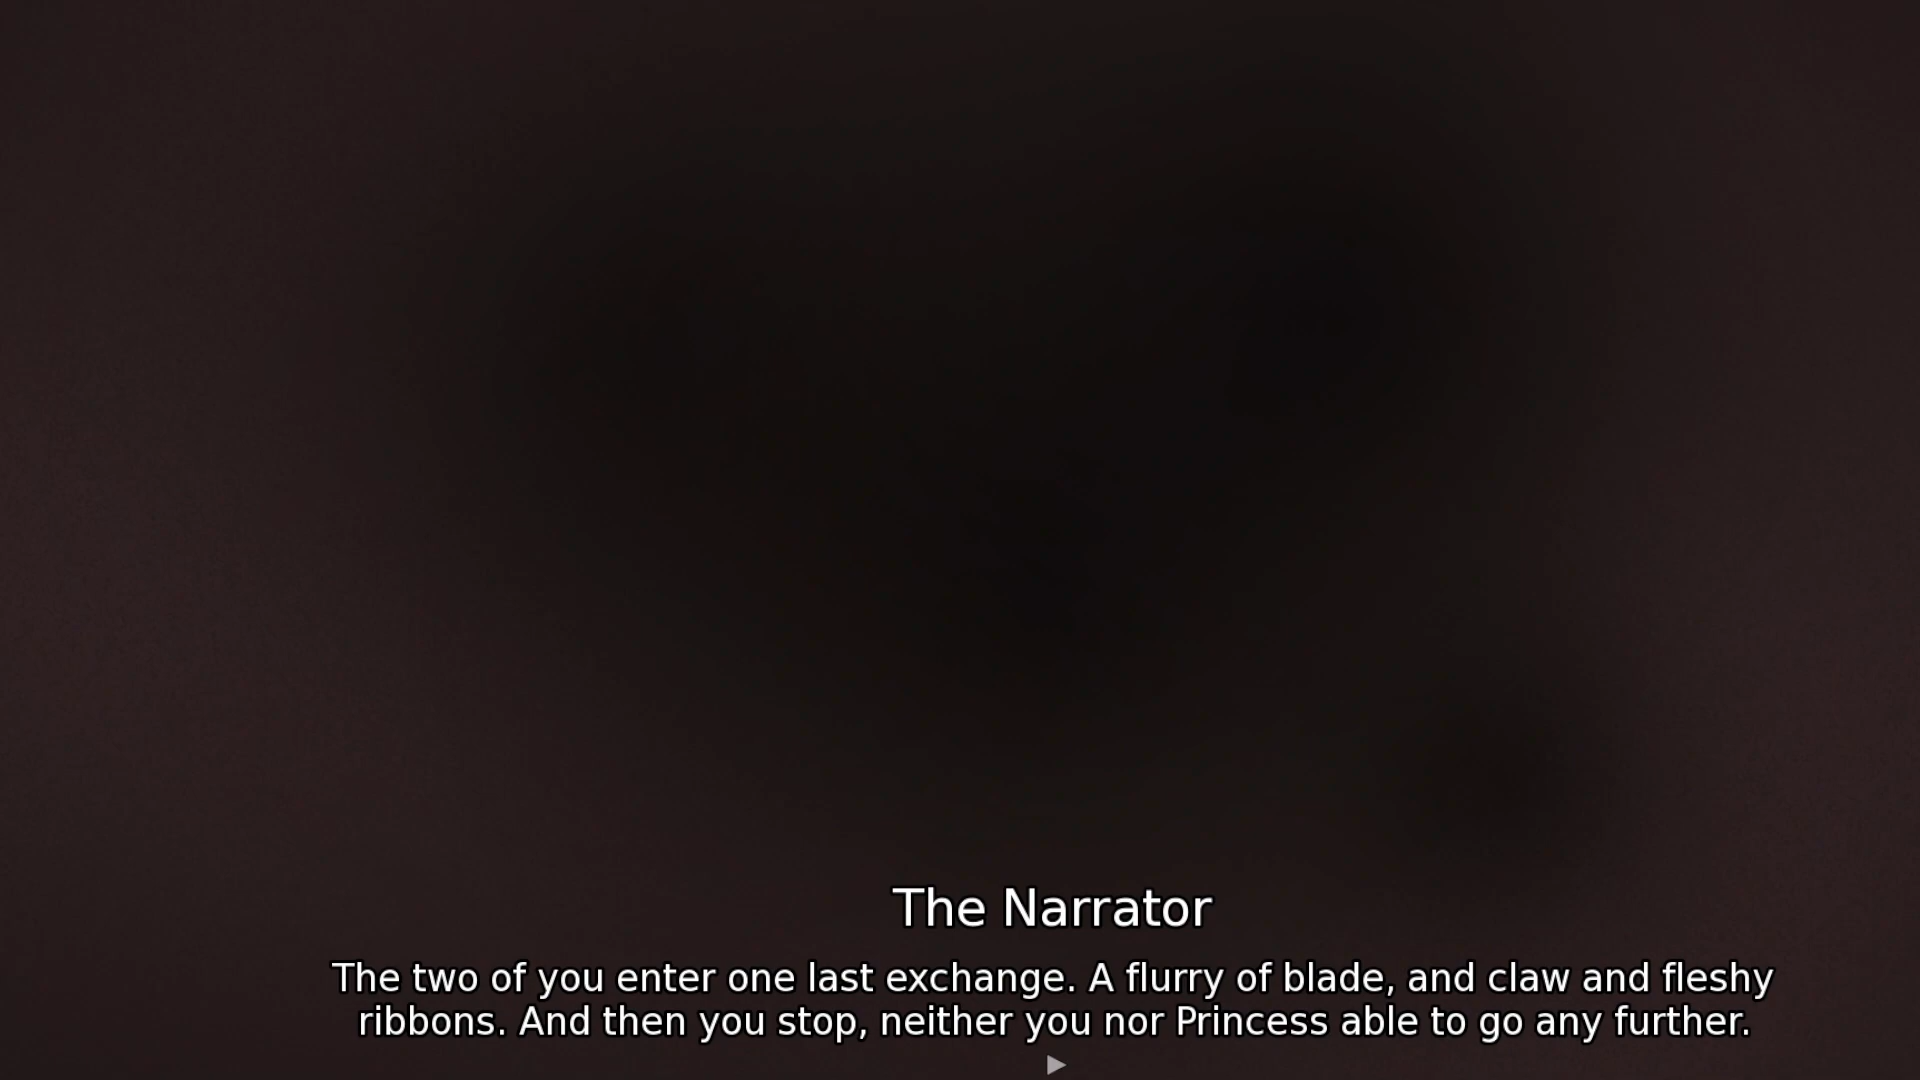 The Narrator
The two of you enter one last exchange. A flurry of blade, and claw and fleshy
ribbons. And then you stop, neither you nor Princess able to go any further.